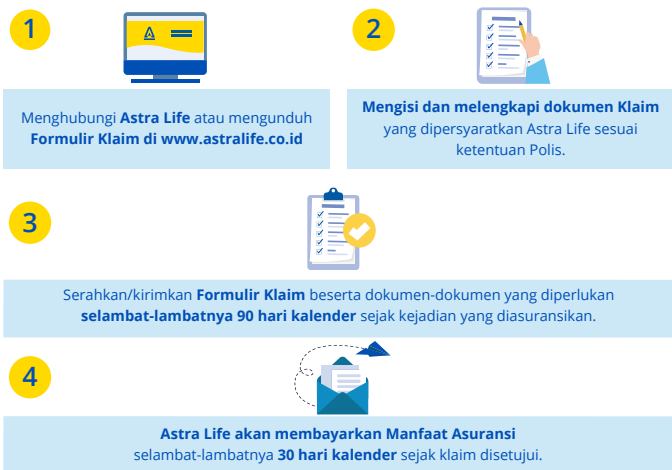 1
Menghubungi Astra Life atau mengunduh
Formulir Klaim di www.astralife.co.id
2
Mengisi dan melengkapi dokumen Klaim
yang dipersyaratkan Astra Life sesuai
ketentuan Polis.
3
Serahkan/kirimkan Formulir Klaim beserta dokumen-dokumen yang diperlukan
selambat-lambatnya 90 hari kalender sejak kejadian yang diasuransikan.
4
Astra Life akan membayarkan Manfaat Asuransi
selambat-lambatnya 30 hari kalender sejak klaim disetujui.